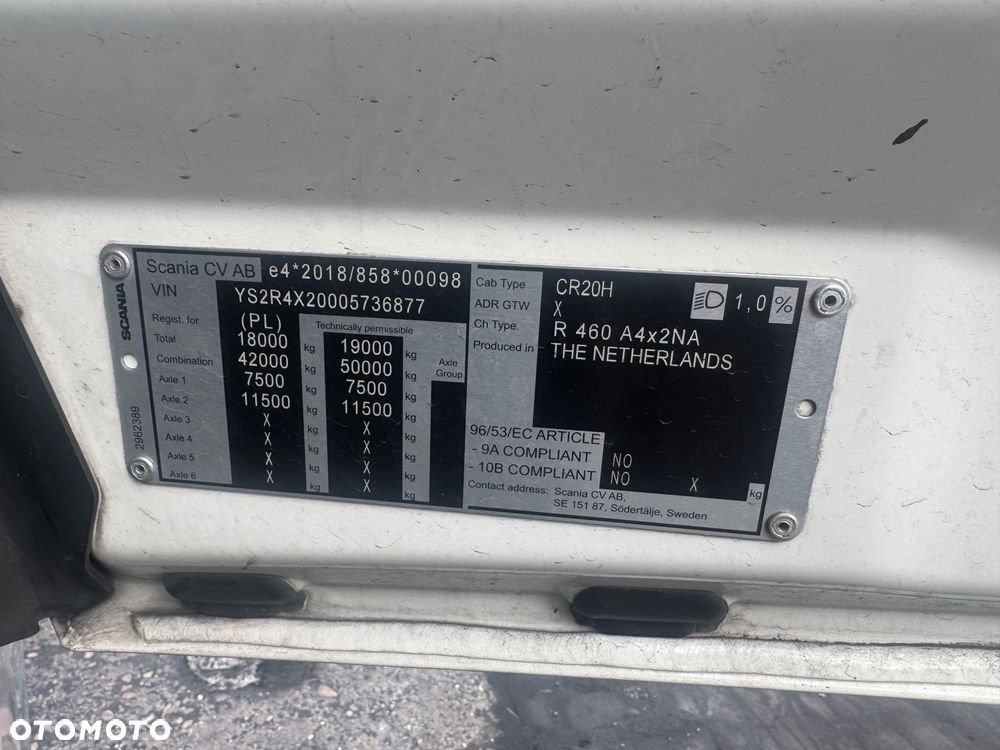 SCANIA
2962389
Scania CV AB e4*2018/858*00098
VIN YS2R4X20005736877
Regist. for (PL) Technically permissible
Total 18000 kg 19000 kg
Combination 42000 kg 50000 kg Axle Group
Axle 1 7500 kg 7500 kg
Axle 2 11500 kg 11500 kg
Axle 3 X kg X kg
Axle 4 X kg X kg
Axle 5 X kg X kg
Axle 6 X kg X kg
Cab Type CR20H 1,0 %
ADR GTW X
Ch Type. R 460 A4x2NA
Produced in THE NETHERLANDS
96/53/EC ARTICLE
- 9A COMPLIANT NO
- 10B COMPLIANT NO X kg
Contact address: Scania CV AB,
SE 151 87, Södertälje, Sweden
OTOMOTO